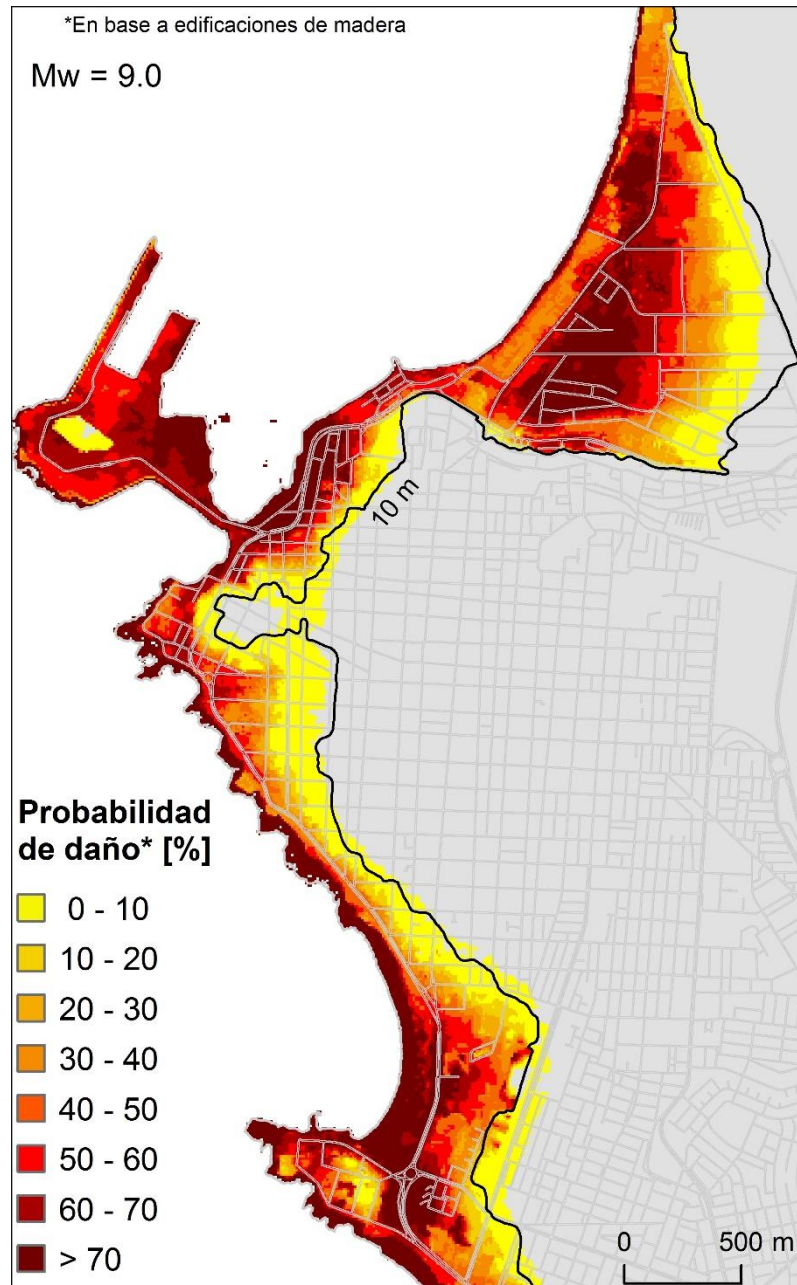 *En base a edificaciones de madera
Mw = 9.0
10 m
Probabilidad
de daño* [%]
0 - 10
10 - 20
20 - 30
30 - 40
40 - 50
50 - 60
60 - 70
> 70
0 500 m